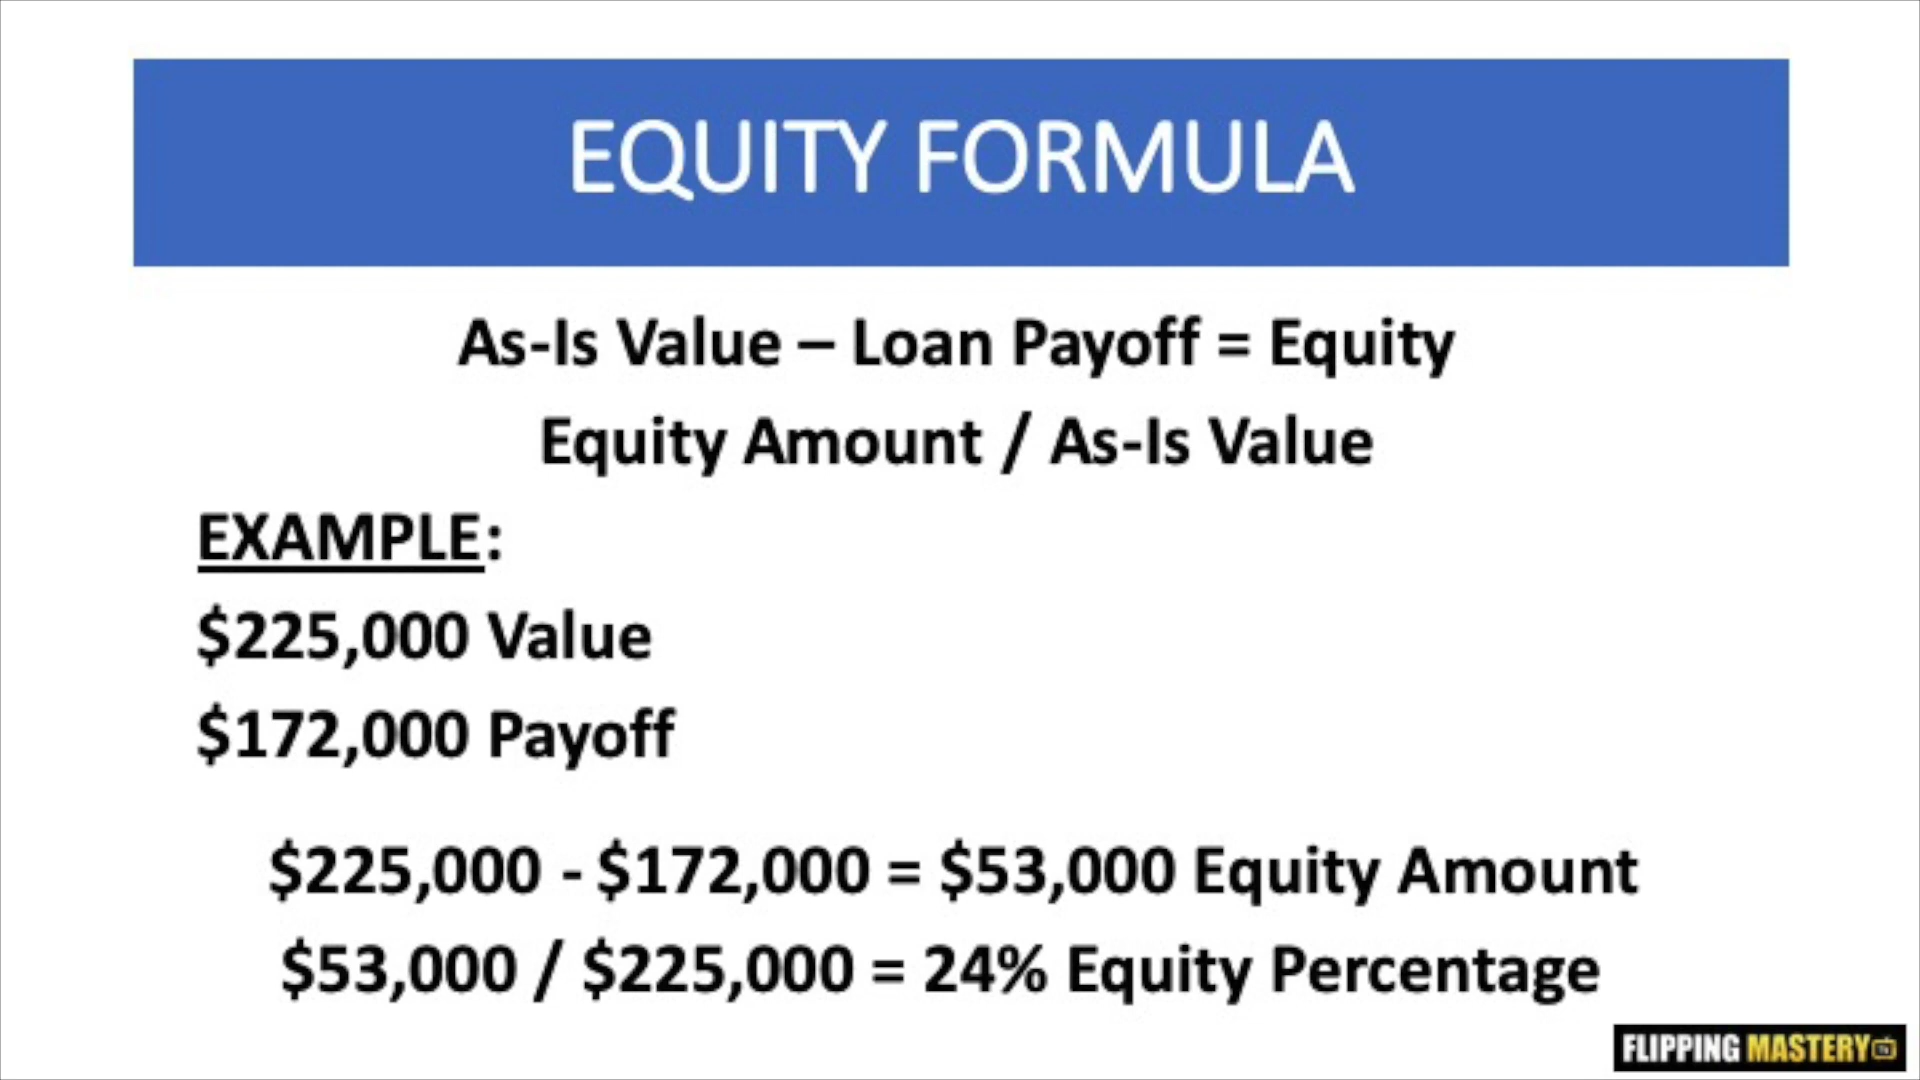 EQUITY FORMULA
As-Is Value – Loan Payoff = Equity
Equity Amount / As-Is Value
EXAMPLE:
$225,000 Value
$172,000 Payoff
$225,000 - $172,000 = $53,000 Equity Amount
$53,000 / $225,000 = 24% Equity Percentage
FLIPPING MASTERY